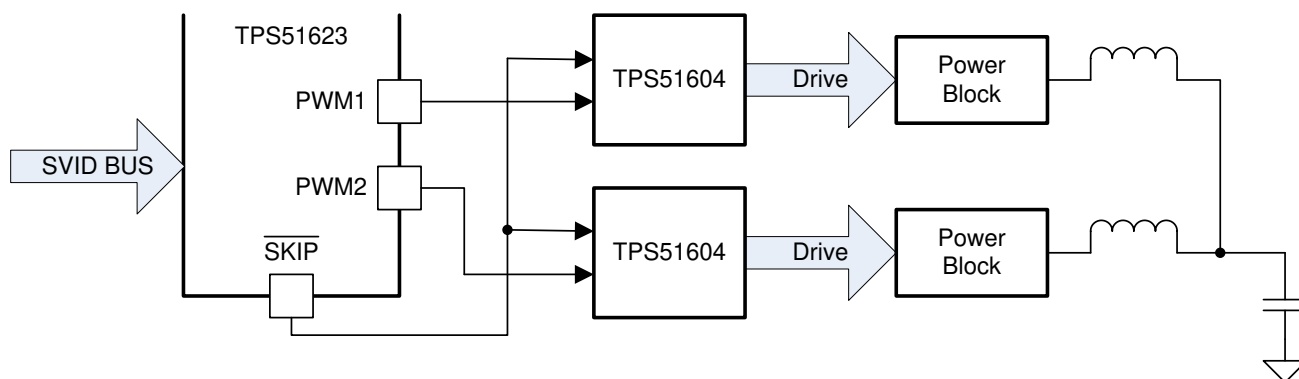 TPS51623
PWM1
SVID BUS
PWM2
SKIP
TPS51604
Drive
Power
Block
TPS51604
Drive
Power
Block